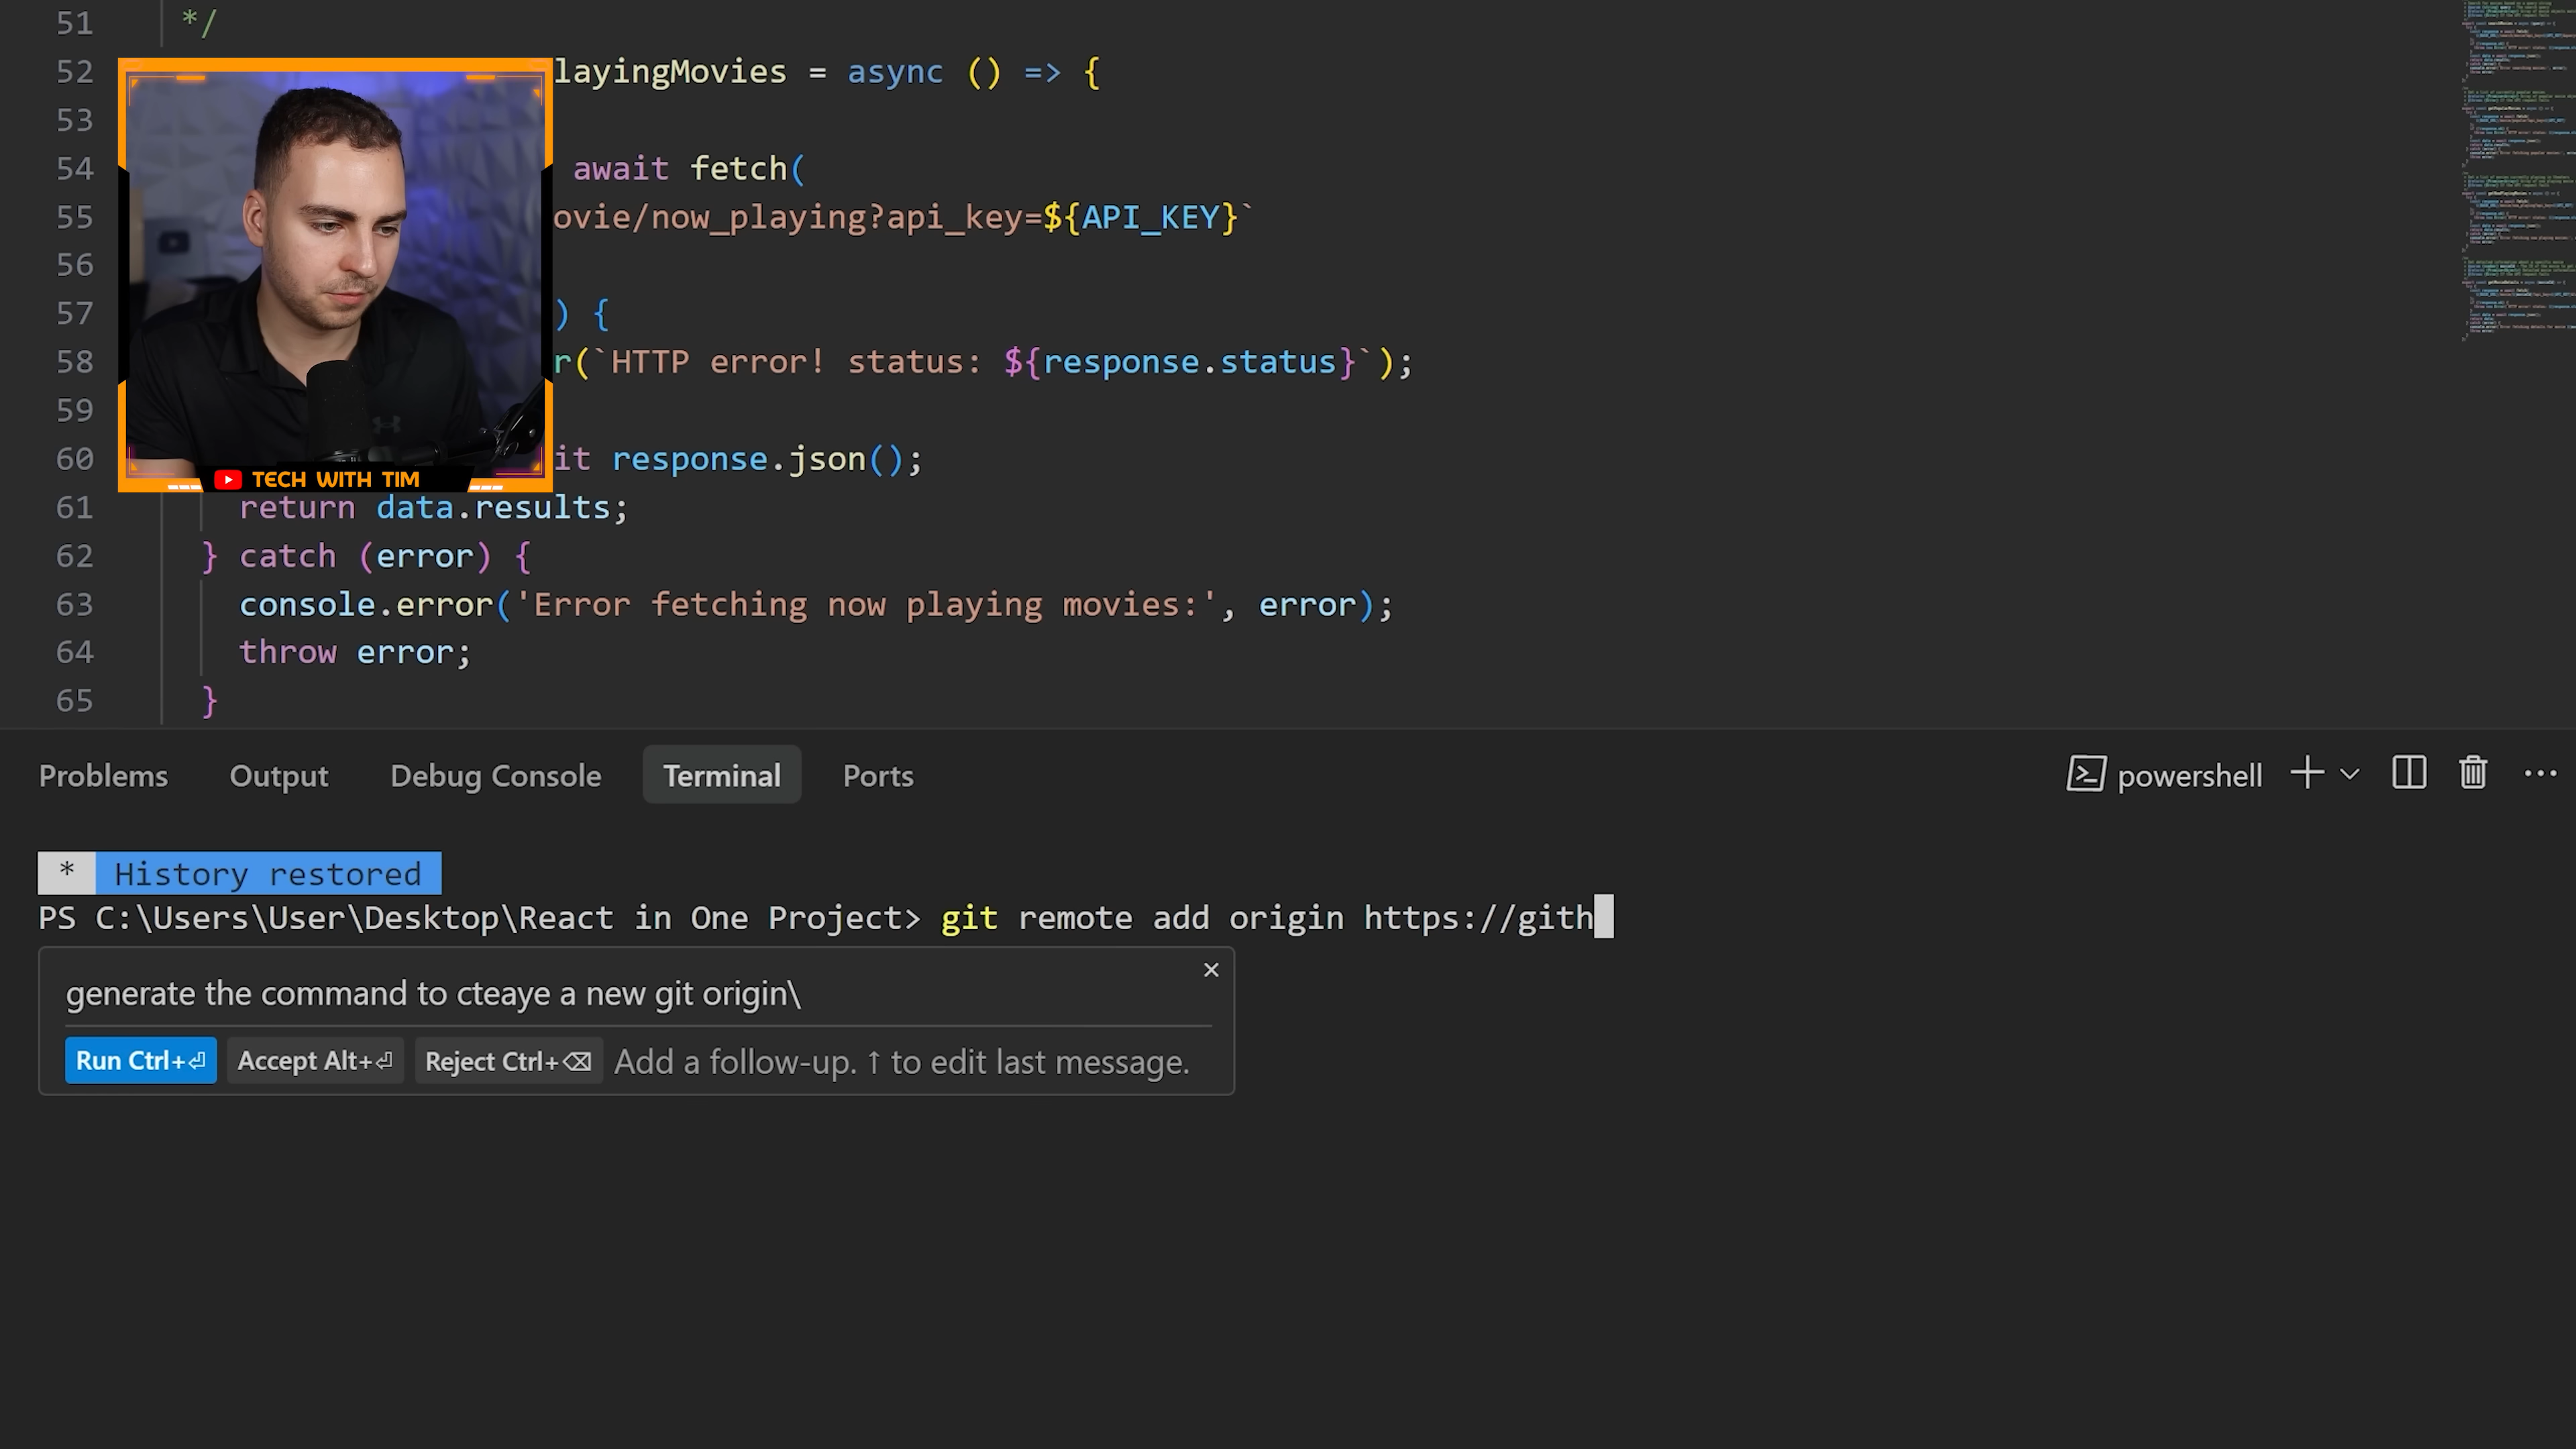 51 */
52 layingMovies = async () => {
53
54 await fetch(
55 ovie/now_playing?api_key=${API_KEY}`
56
57 ) {
58 r(`HTTP error! status: ${response.status}`);
59
60 it response.json();
TECH WITH TIM
61 return data.results;
62 } catch (error) {
63 console.error('Error fetching now playing movies:', error);
64 throw error;
65 }
Problems Output Debug Console Terminal Ports powershell
* History restored
PS C:\Users\User\Desktop\React in One Project> git remote add origin https://gith
generate the command to cteaye a new git origin\
Run Ctrl+⏎ Accept Alt+⏎ Reject Ctrl+⌫ Add a follow-up. ↑ to edit last message.